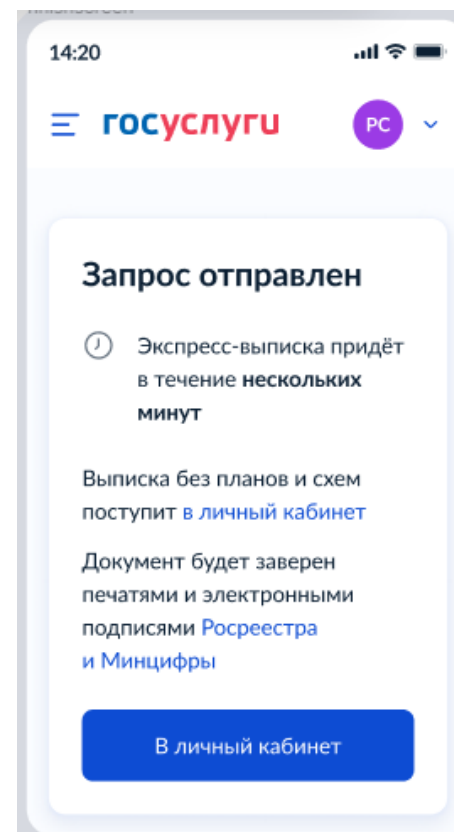 14:20
госуслуги
РС
Запрос отправлен
Экспресс-выписка придёт
в течение нескольких
минут
Выписка без планов и схем
поступит в личный кабинет
Документ будет заверен
печатями и электронными
подписями Росреестра
и Минцифры
В личный кабинет